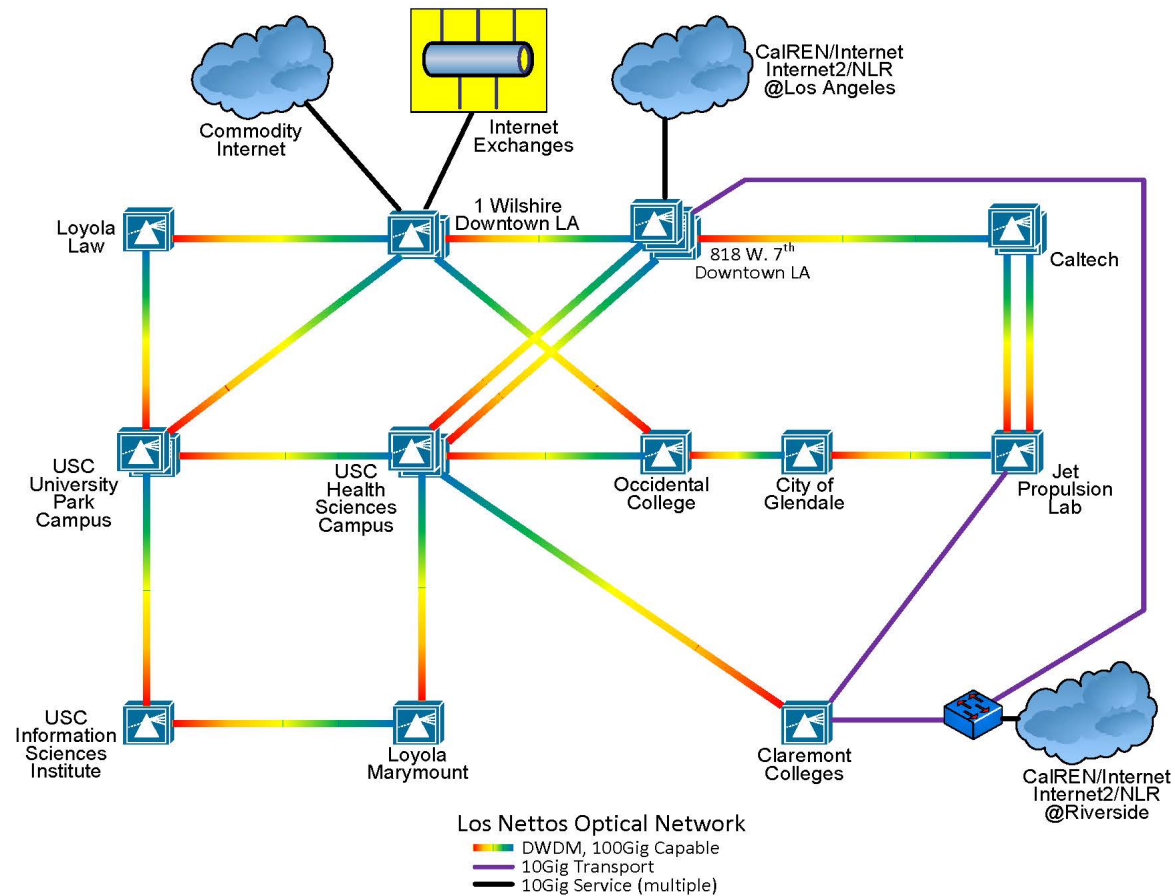 Commodity
Internet
Internet
Exchanges
CalREN/Internet
Internet2/NLR
@Los Angeles
Loyola
Law
1 Wilshire
Downtown LA
818 W. 7th
Downtown LA
Caltech
USC
University
Park
Campus
USC
Health
Sciences
Campus
Occidental
College
City of
Glendale
Jet
Propulsion
Lab
USC
Information
Sciences
Institute
Loyola
Marymount
Claremont
Colleges
CalREN/Internet
Internet2/NLR
@Riverside
Los Nettos Optical Network
DWDM, 100Gig Capable
10Gig Transport
10Gig Service (multiple)